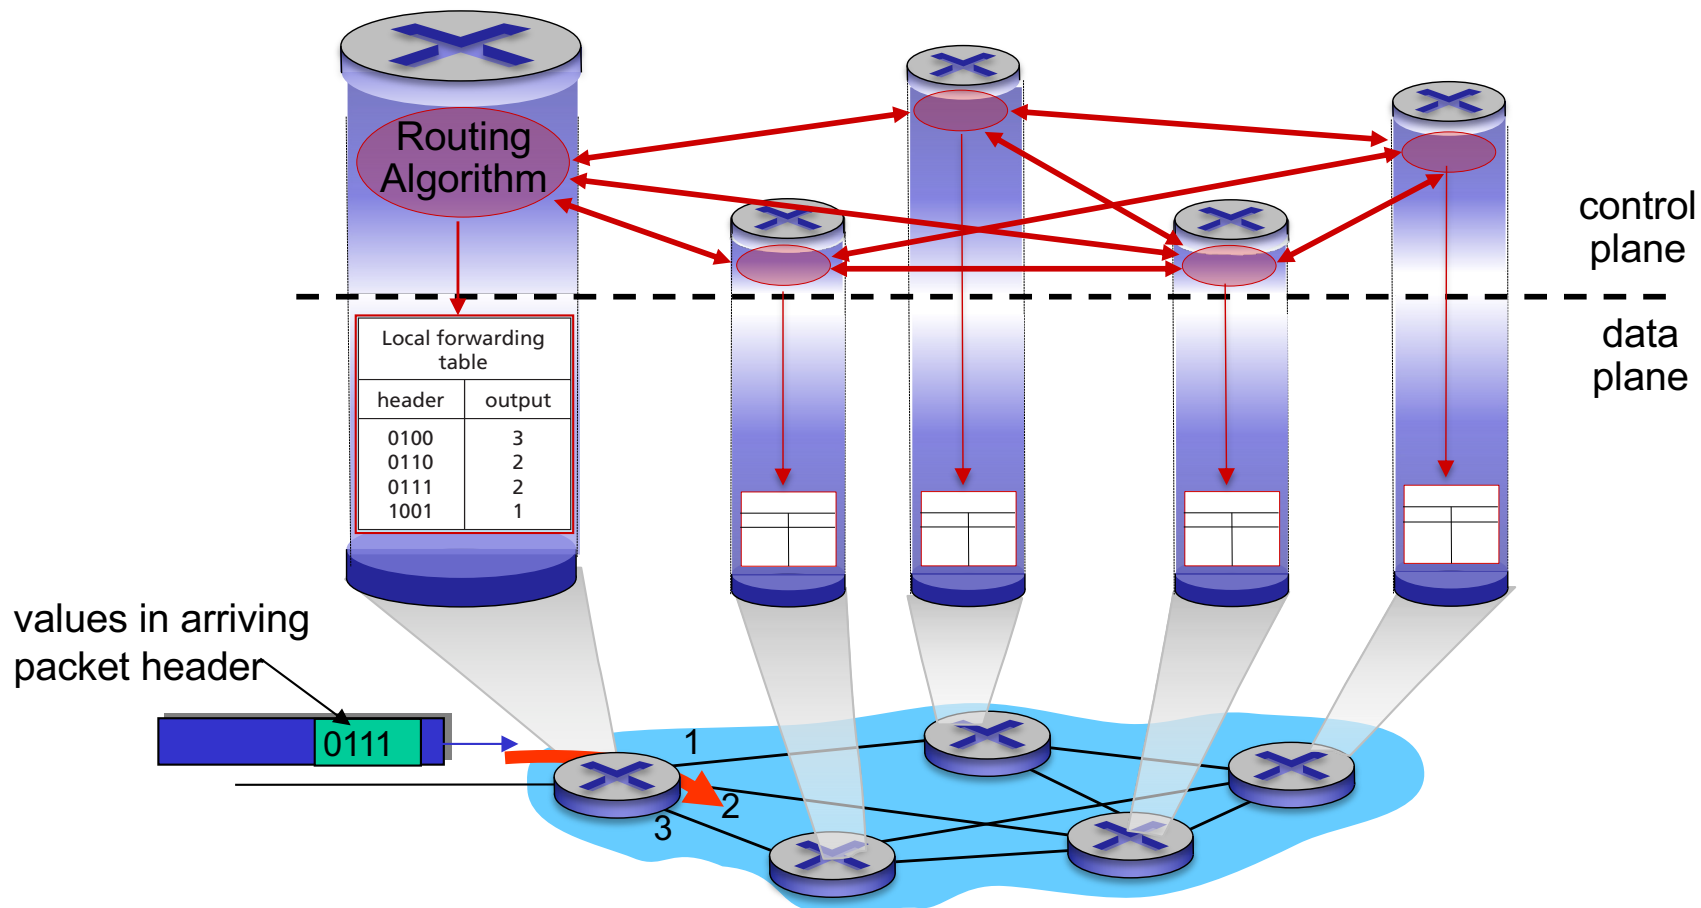 Routing
Algorithm
control
plane
data
plane
Local forwarding
table
header output
0100 3
0110 2
0111 2
1001 1
values in arriving
packet header
0111
1
2
3